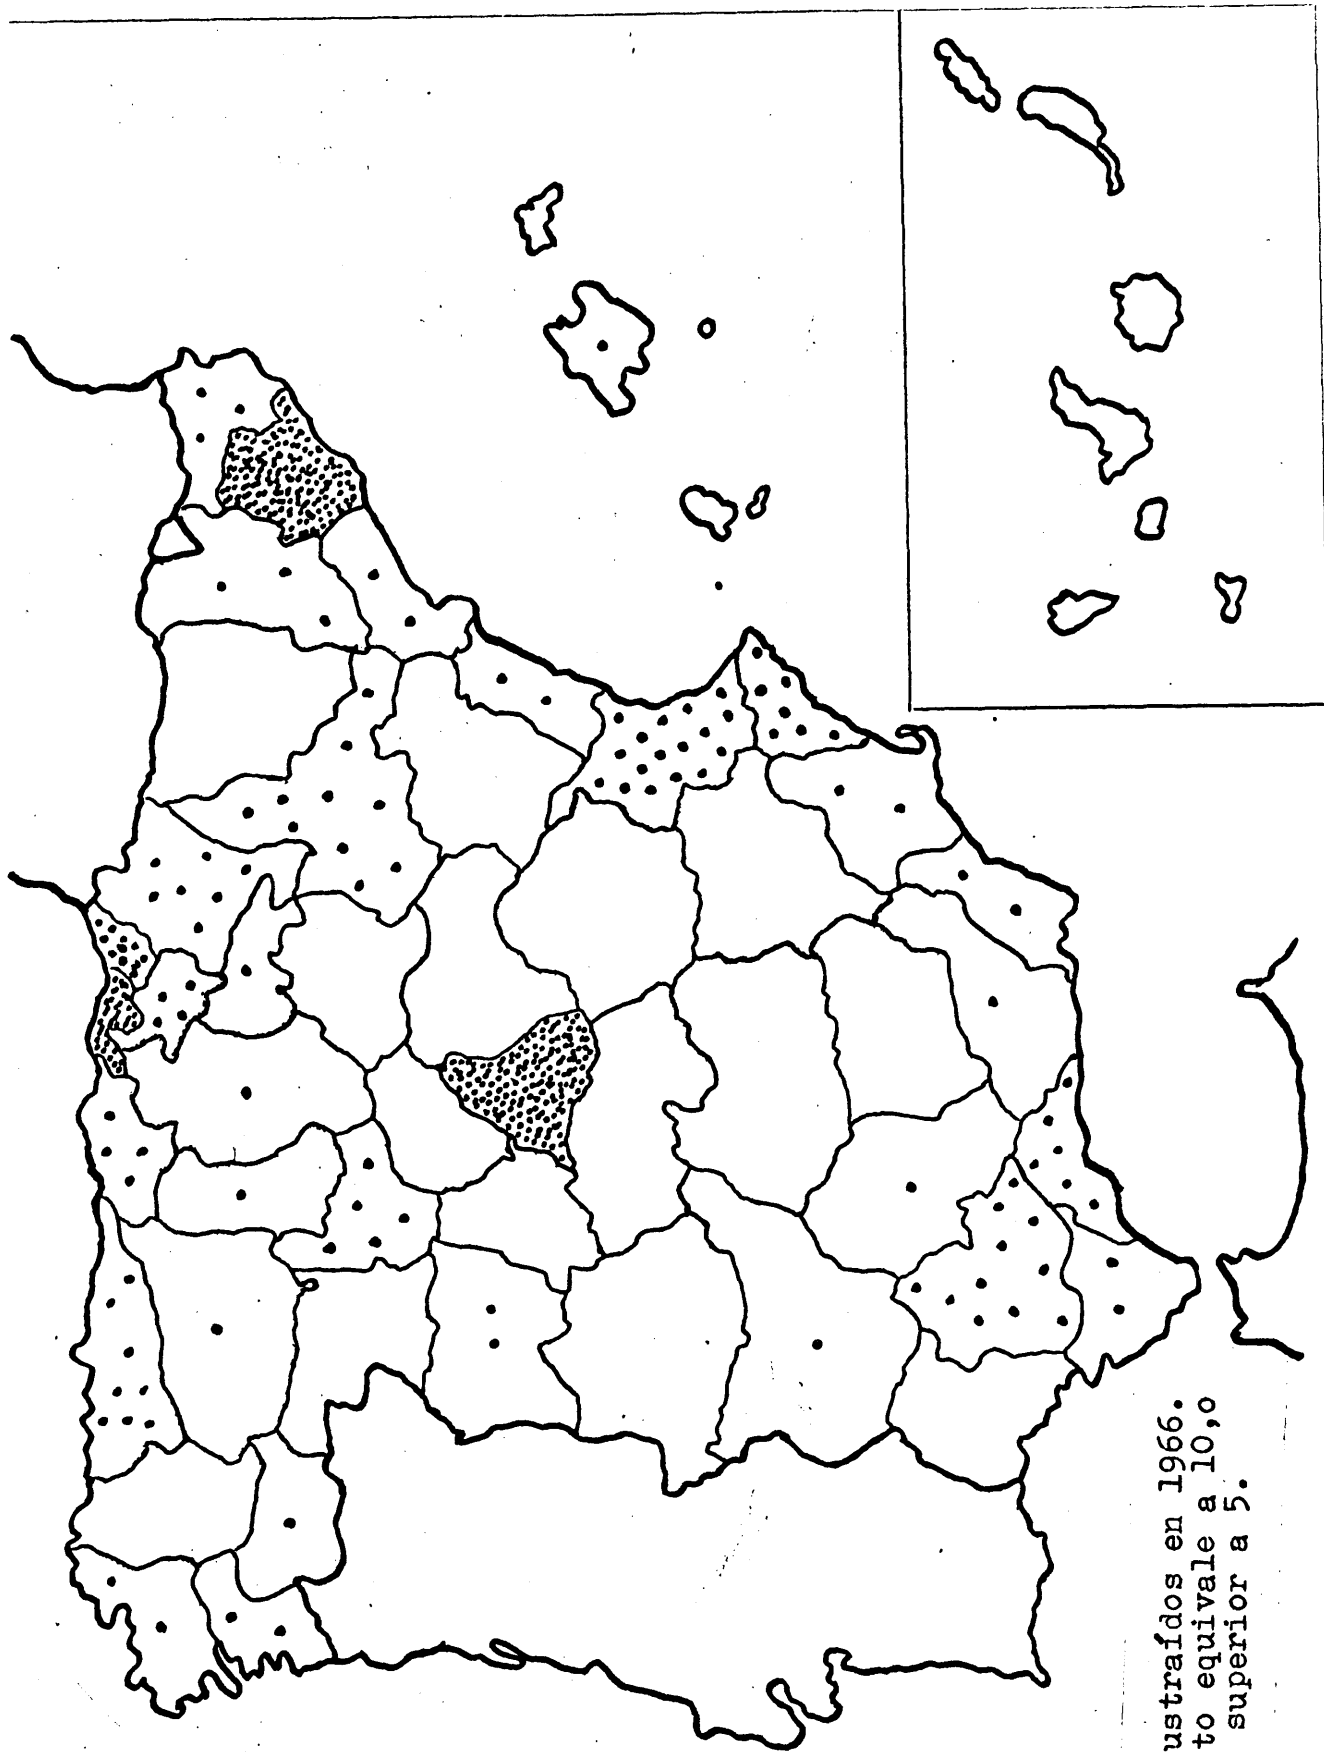 ustraídos en 1966.
to equivale a 10,o
superior a 5.